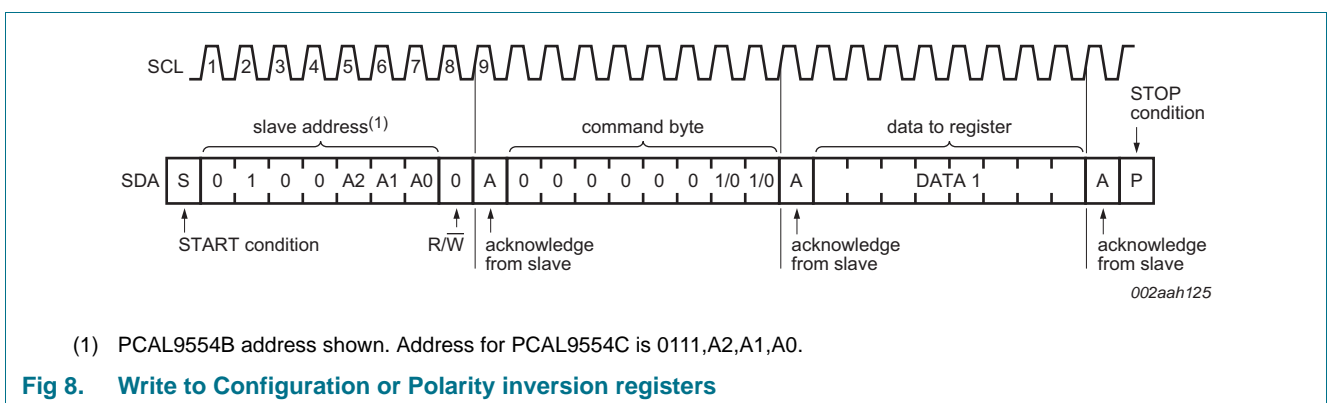 SCL 1 2 3 4 5 6 7 8 9
STOP
condition
slave address(1) command byte data to register
SDA S 0 1 0 0 A2 A1 A0 0 A 0 0 0 0 0 0 1/0 1/0 A DATA 1 A P
START condition R/W acknowledge from slave acknowledge from slave acknowledge from slave
002aah125
(1) PCAL9554B address shown. Address for PCAL9554C is 0111,A2,A1,A0.
Fig 8. Write to Configuration or Polarity inversion registers